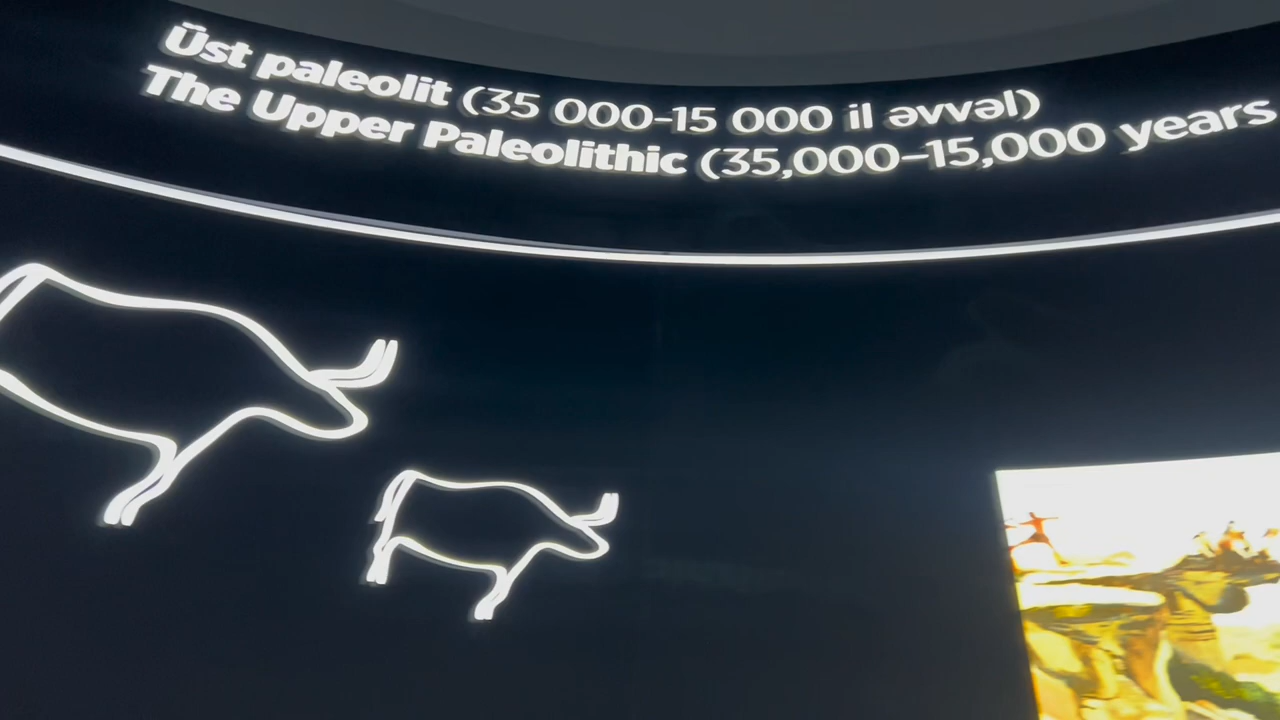 Üst paleolit (35 000–15 000 il əvvəl)
The Upper Paleolithic (35,000–15,000 years